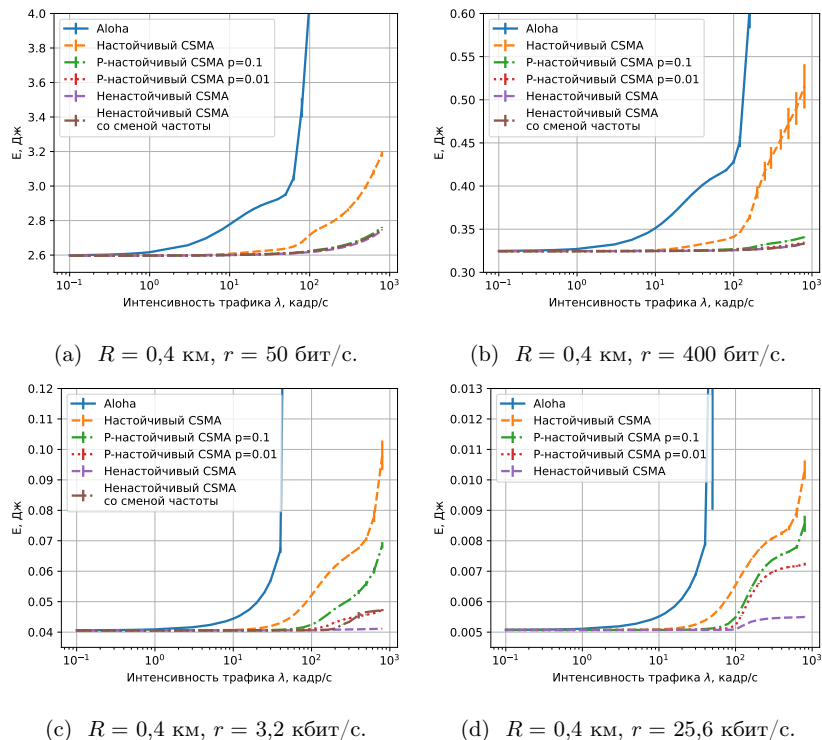 4.0
3.8
3.6
3.4
3.2
3.0
2.8
2.6
E, Дж
Aloha
Настойчивый CSMA
P-настойчивый CSMA p=0.1
P-настойчивый CSMA p=0.01
Ненастойчивый CSMA
Ненастойчивый CSMA
со сменой частоты
10⁻¹ 10⁰ 10¹ 10² 10³
Интенсивность трафика λ, кадр/с
(a) R = 0,4 км, r = 50 бит/с.
0.60
0.55
0.50
0.45
0.40
0.35
0.30
E, Дж
Aloha
Настойчивый CSMA
P-настойчивый CSMA p=0.1
P-настойчивый CSMA p=0.01
Ненастойчивый CSMA
Ненастойчивый CSMA
со сменой частоты
10⁻¹ 10⁰ 10¹ 10² 10³
Интенсивность трафика λ, кадр/с
(b) R = 0,4 км, r = 400 бит/с.
0.12
0.11
0.10
0.09
0.08
0.07
0.06
0.05
0.04
E, Дж
Aloha
Настойчивый CSMA
P-настойчивый CSMA p=0.1
P-настойчивый CSMA p=0.01
Ненастойчивый CSMA
Ненастойчивый CSMA
со сменой частоты
10⁻¹ 10⁰ 10¹ 10² 10³
Интенсивность трафика λ, кадр/с
(c) R = 0,4 км, r = 3,2 кбит/с.
0.013
0.012
0.011
0.010
0.009
0.008
0.007
0.006
0.005
E, Дж
Aloha
Настойчивый CSMA
P-настойчивый CSMA p=0.1
P-настойчивый CSMA p=0.01
Ненастойчивый CSMA
10⁻¹ 10⁰ 10¹ 10² 10³
Интенсивность трафика λ, кадр/с
(d) R = 0,4 км, r = 25,6 кбит/с.